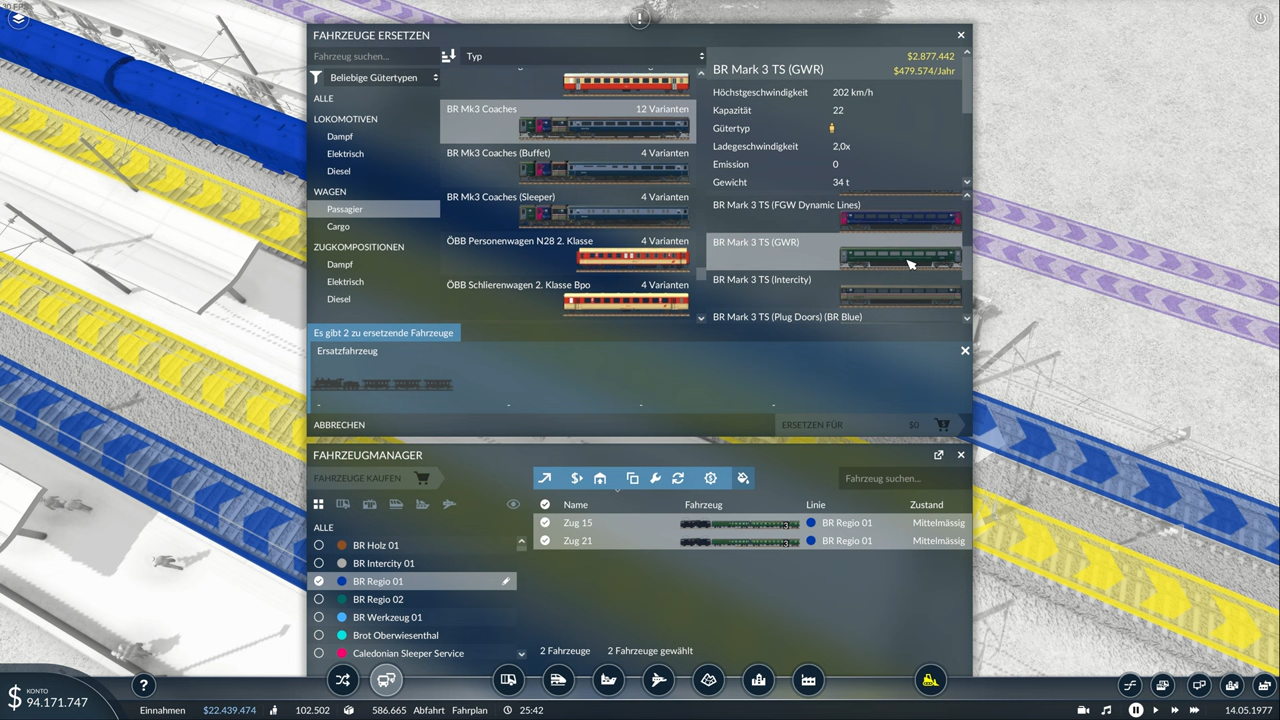 30 FPS
FAHRZEUGE ERSETZEN
Fahrzeug suchen...
Typ
Beliebige Gütertypen
ALLE
LOKOMOTIVEN
Dampf
Elektrisch
Diesel
WAGEN
Passagier
Cargo
ZUGKOMPOSITIONEN
Dampf
Elektrisch
Diesel
BR Mk3 Coaches 12 Varianten
BR Mk3 Coaches (Buffet) 4 Varianten
BR Mk3 Coaches (Sleeper) 4 Varianten
ÖBB Personenwagen N28 2. Klasse 4 Varianten
ÖBB Schlierenwagen 2. Klasse Bpo 4 Varianten
BR Mark 3 TS (GWR)
$2.877.442
$479.574/Jahr
Höchstgeschwindigkeit 202 km/h
Kapazität 22
Gütertyp
Ladegeschwindigkeit 2,0x
Emission 0
Gewicht 34 t
BR Mark 3 TS (FGW Dynamic Lines)
BR Mark 3 TS (GWR)
BR Mark 3 TS (Intercity)
BR Mark 3 TS (Plug Doors) (BR Blue)
Es gibt 2 zu ersetzende Fahrzeuge
Ersatzfahrzeug
- - - -
ABBRECHEN
ERSETZEN FÜR $0
FAHRZEUGMANAGER
FAHRZEUGE KAUFEN
Fahrzeug suchen...
ALLE
BR Holz 01
BR Intercity 01
BR Regio 01
BR Regio 02
BR Werkzeug 01
Brot Oberwiesenthal
Caledonian Sleeper Service
Name Fahrzeug Linie Zustand
Zug 15 3 BR Regio 01 Mittelmässig
Zug 21 3 BR Regio 01 Mittelmässig
2 Fahrzeuge 2 Fahrzeuge gewählt
$ KONTO
94.171.747
?
Einnahmen $22.439.474 102.502 586.665 Abfahrt Fahrplan 25:42
14.05.1977